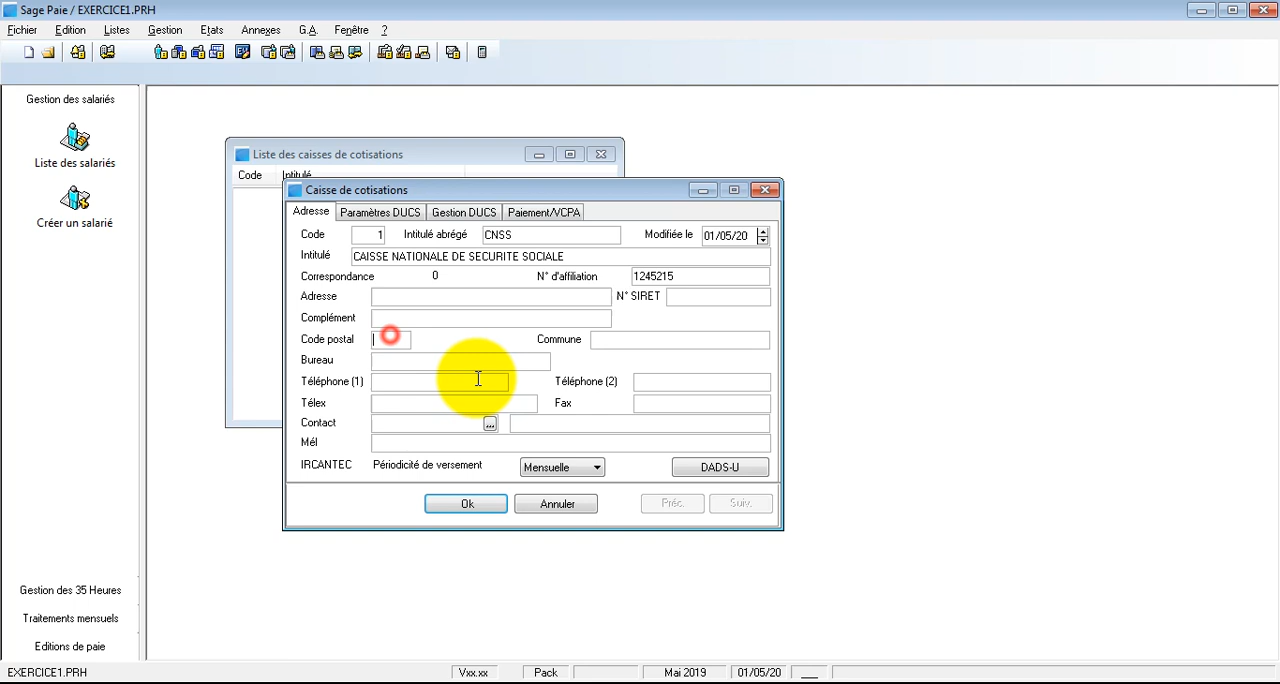 Sage Paie / EXERCICE1.PRH
Fichier Edition Listes Gestion Etats Annexes G.A. Fenêtre ?
Gestion des salariés
Liste des salariés
Créer un salarié
Liste des caisses de cotisations
Code Intitulé
Caisse de cotisations
Adresse Paramètres DUCS Gestion DUCS Paiement/VCPA
Code 1 Intitulé abrégé CNSS Modifiée le 01/05/20
Intitulé CAISSE NATIONALE DE SECURITE SOCIALE
Correspondance 0 N° d'affiliation 1245215
Adresse N° SIRET
Complément
Code postal Commune
Bureau
Téléphone (1) Téléphone (2)
Télex Fax
Contact ...
Mél
IRCANTEC Périodicité de versement Mensuelle DADS-U
Ok Annuler Préc. Suiv.
Gestion des 35 Heures
Traitements mensuels
Editions de paie
EXERCICE1.PRH Vxx.xx Pack Mai 2019 01/05/20 ___